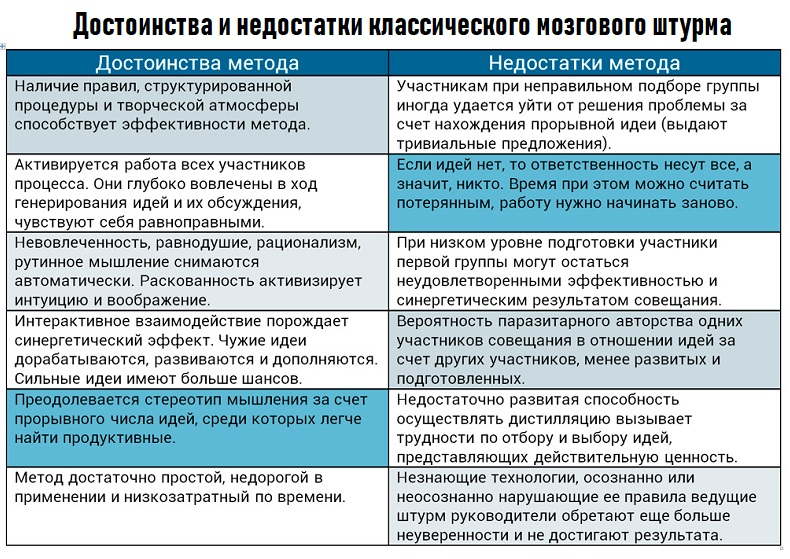 Достоинства и недостатки классического мозгового штурма
Достоинства метода
Недостатки метода
Наличие правил, структурированной
процедуры и творческой атмосферы
способствует эффективности метода.
Участникам при неправильном подборе группы
иногда удается уйти от решения проблемы за
счет нахождения прорывной идеи (выдают
тривиальные предложения).
Активируется работа всех участников
процесса. Они глубоко вовлечены в ход
генерирования идей и их обсуждения,
чувствуют себя равноправными.
Если идей нет, то ответственность несут все, а
значит, никто. Время при этом можно считать
потерянным, работу нужно начинать заново.
Невовлеченность, равнодушие, рационализм,
рутинное мышление снимаются
автоматически. Раскованность активизирует
интуицию и воображение.
При низком уровне подготовки участники
первой группы могут остаться
неудовлетворенными эффективностью и
синергетическим результатом совещания.
Интерактивное взаимодействие порождает
синергетический эффект. Чужие идеи
дорабатываются, развиваются и дополняются.
Сильные идеи имеют больше шансов.
Вероятность паразитарного авторства одних
участников совещания в отношении идей за
счет других участников, менее развитых и
подготовленных.
Преодолевается стереотип мышления за счет
прорывного числа идей, среди которых легче
найти продуктивные.
Недостаточно развитая способность
осуществлять дистилляцию вызывает
трудности по отбору и выбору идей,
представляющих действительную ценность.
Метод достаточно простой, недорогой в
применении и низкозатратный по времени.
Незнающие технологии, осознанно или
неосознанно нарушающие ее правила ведущие
штурм руководители обретают еще больше
неуверенности и не достигают результата.